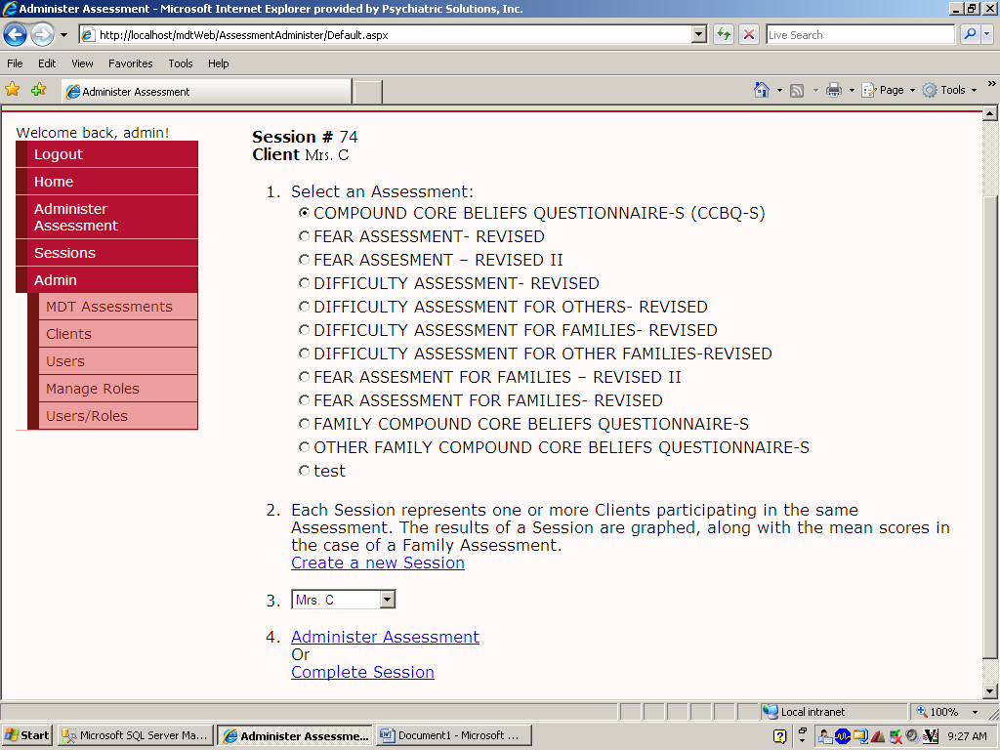 Administer Assessment - Microsoft Internet Explorer provided by Psychiatric Solutions, Inc.
http://localhost/mdtWeb/AssessmentAdminister/Default.aspx
Live Search
File Edit View Favorites Tools Help
Administer Assessment
Page Tools
Welcome back, admin!
Logout
Home
Administer
Assessment
Sessions
Admin
MDT Assessments
Clients
Users
Manage Roles
Users/Roles
Session # 74
Client Mrs. C
1. Select an Assessment:
COMPOUND CORE BELIEFS QUESTIONNAIRE-S (CCBQ-S)
FEAR ASSESSMENT- REVISED
FEAR ASSESMENT – REVISED II
DIFFICULTY ASSESSMENT- REVISED
DIFFICULTY ASSESSMENT FOR OTHERS- REVISED
DIFFICULTY ASSESSMENT FOR FAMILIES- REVISED
DIFFICULTY ASSESSMENT FOR OTHER FAMILIES-REVISED
FEAR ASSESMENT FOR FAMILIES – REVISED II
FEAR ASSESSMENT FOR FAMILIES- REVISED
FAMILY COMPOUND CORE BELIEFS QUESTIONNAIRE-S
OTHER FAMILY COMPOUND CORE BELIEFS QUESTIONNAIRE-S
test
2. Each Session represents one or more Clients participating in the same
Assessment. The results of a Session are graphed, along with the mean scores in
the case of a Family Assessment.
Create a new Session
3. Mrs. C
4. Administer Assessment
Or
Complete Session
Local intranet 100%
Start Microsoft SQL Server Ma... Administer Assessme... Document1 - Microsoft ... 9:27 AM